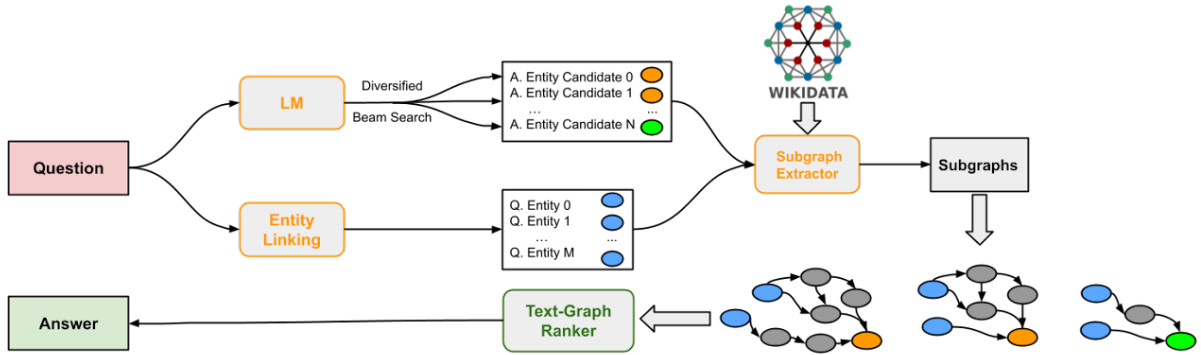 Question
LM
Diversified
Beam Search
A. Entity Candidate 0
A. Entity Candidate 1
... ...
A. Entity Candidate N
WIKIDATA
Subgraph
Extractor
Subgraphs
Entity
Linking
Q. Entity 0
Q. Entity 1
... ...
Q. Entity M
Text-Graph
Ranker
Answer